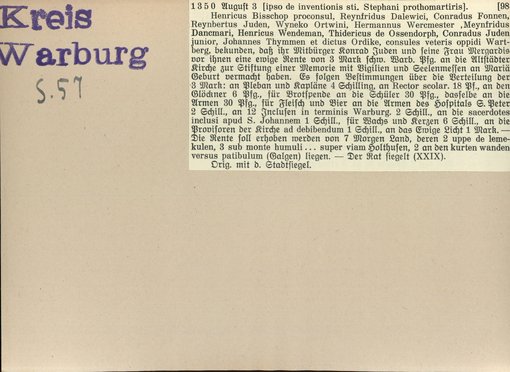 Kreis
Warburg
S. 57
1350 August 3 [ipso de inventionis sti. Stephani prothomartiris]. [98
Henricus Bisschop proconsul, Reynfridus Dalewici, Conradus Fonnen,
Reynbertus Juden, Wyneko Ortwini, Hermannus Wercmester, Meynfridus
Dancmari, Henricus Wendeman, Thidericus de Ossendorph, Conradus Juden
junior, Johannes Thymmen et dictus Ordike, consules veteris oppidi Wart-
berg, bekunden, daß ihr Mitbürger Konrad Juden und seine Frau Mergardis
vor ihnen eine ewige Rente von 3 Mark schw. Warb. Pfg. an die Altstädter
Kirche zur Stiftung einer Memorie mit Vigilien und Seelenmessen an Mariä
Geburt vermacht haben. Es folgen Bestimmungen über die Verteilung der
3 Mark: an Pleban und Kapläne 4 Schilling, an Rector scolar. 18 Pf., an den
Glöckner 6 Pfg., für Brotspende an die Schüler 30 Pfg., dasselbe an die
Armen 30 Pfg., für Fleisch und Bier an die Armen des Hospitals S. Peter
2 Schill., an 12 Inclusen in terminis Warburg. 2 Schill., an die sacerdotes
inclusi apud S. Johannem 1 Schill., für Wachs und Kerzen 6 Schill., an die
Provisoren der Kirche ad debibendum 1 Schill., an das Ewige Licht 1 Mark. —
Die Rente soll erhoben werden von 7 Morgen Land, deren 2 uppe de leme-
kulen, 3 sub monte humuli ... super viam Holthusen, 2 an den kurten wanden
versus patibulum (Galgen) liegen. — Der Rat siegelt (XXIX).
Orig. mit d. Stadtsiegel.